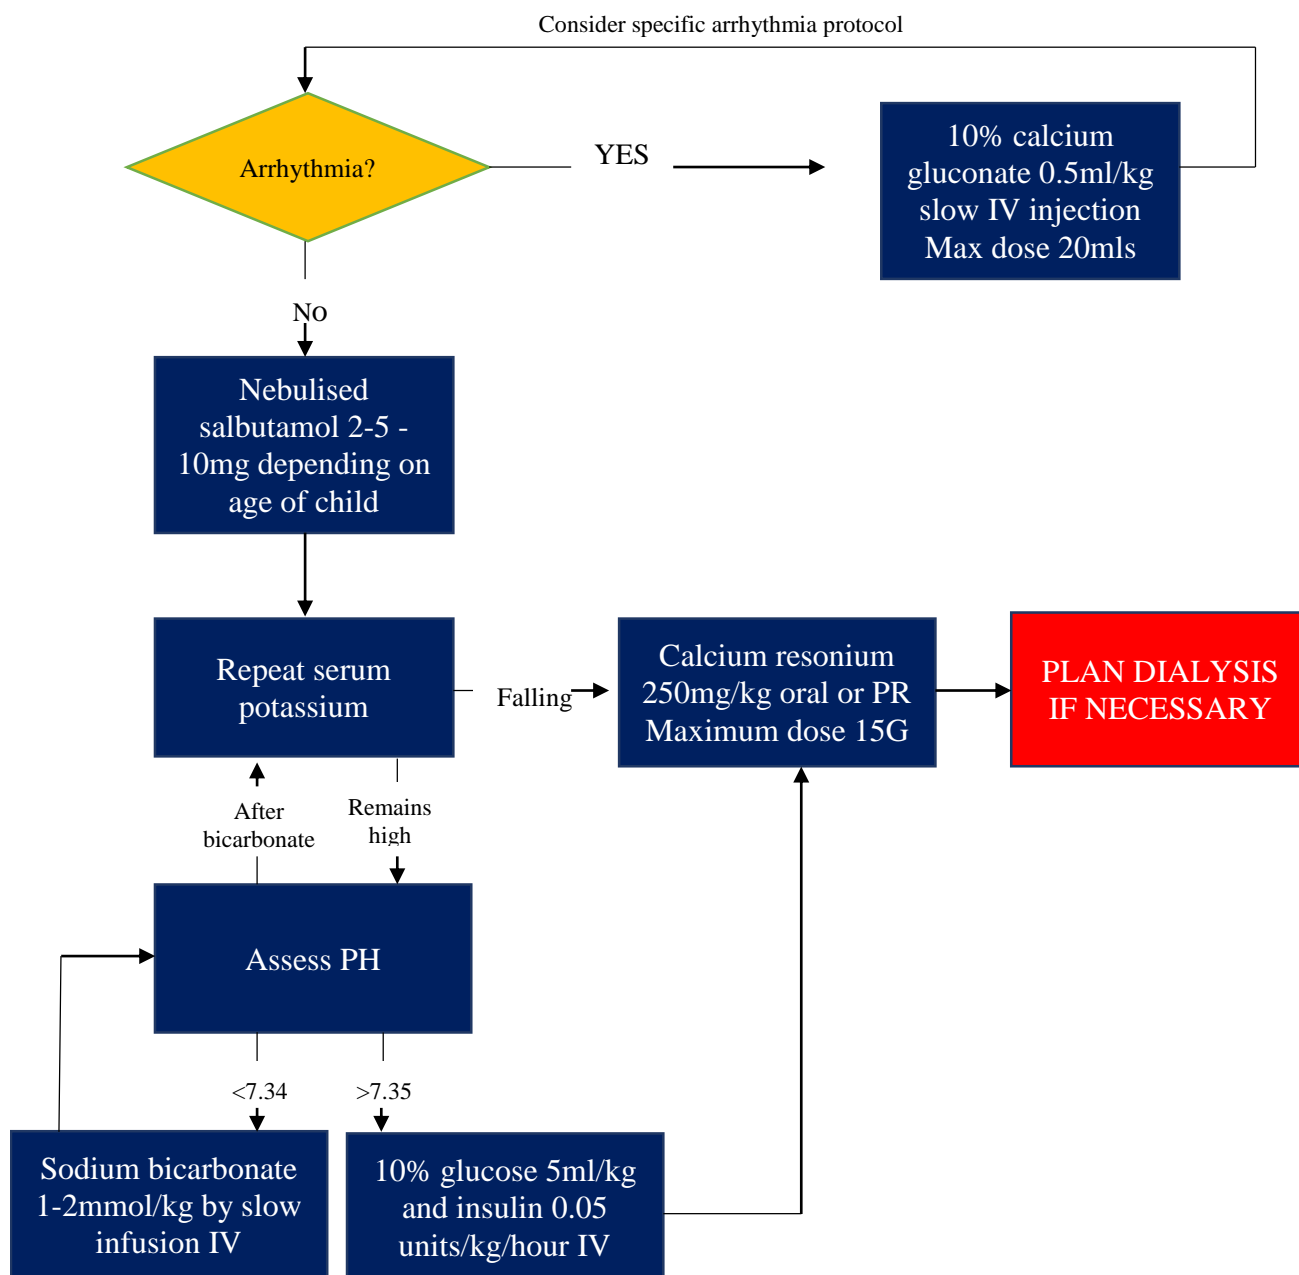 Consider specific arrhythmia protocol
Arrhythmia?
YES
10% calcium
gluconate 0.5ml/kg
slow IV injection
Max dose 20mls
No
Nebulised
salbutamol 2-5 -
10mg depending on
age of child
Repeat serum
potassium
Falling
Calcium resonium
250mg/kg oral or PR
Maximum dose 15G
PLAN DIALYSIS
IF NECESSARY
After
bicarbonate
Remains
high
Assess PH
<7.34
>7.35
Sodium bicarbonate
1-2mmol/kg by slow
infusion IV
10% glucose 5ml/kg
and insulin 0.05
units/kg/hour IV